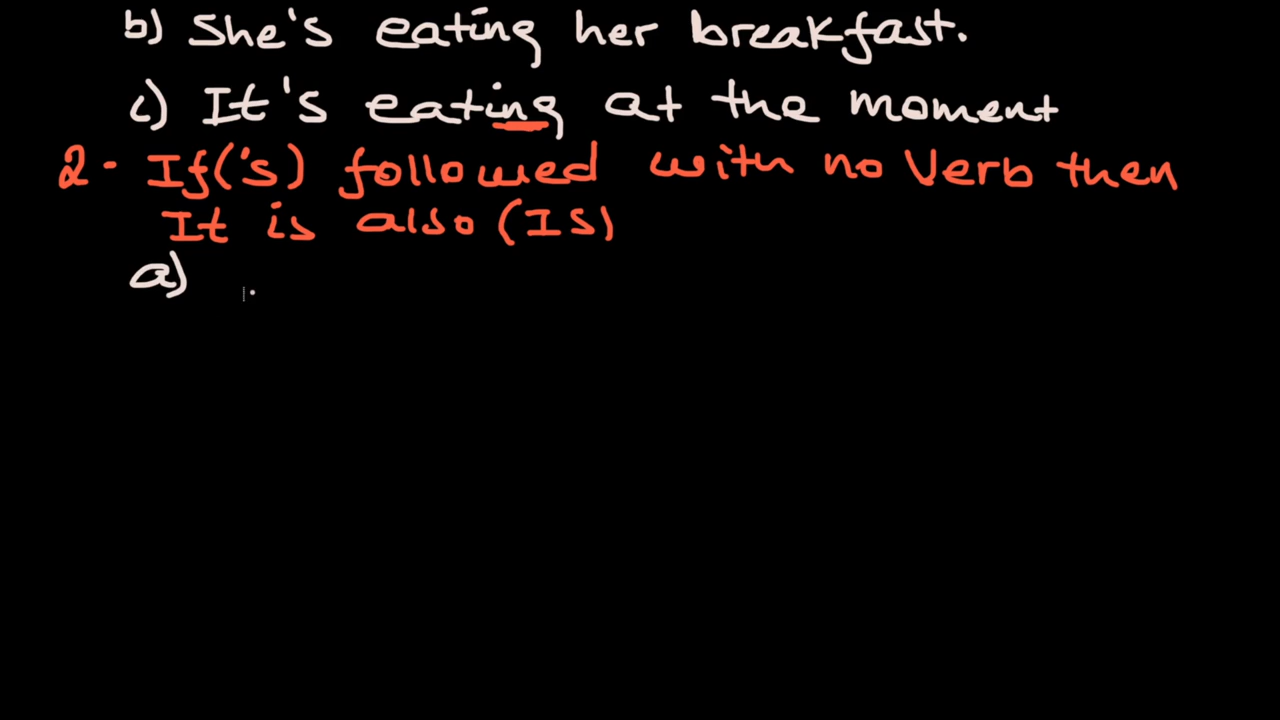 b) She's eating her breakfast.
c) It's eating at the moment
2- If('s) followed with no Verb then
It is also (IS)
a)